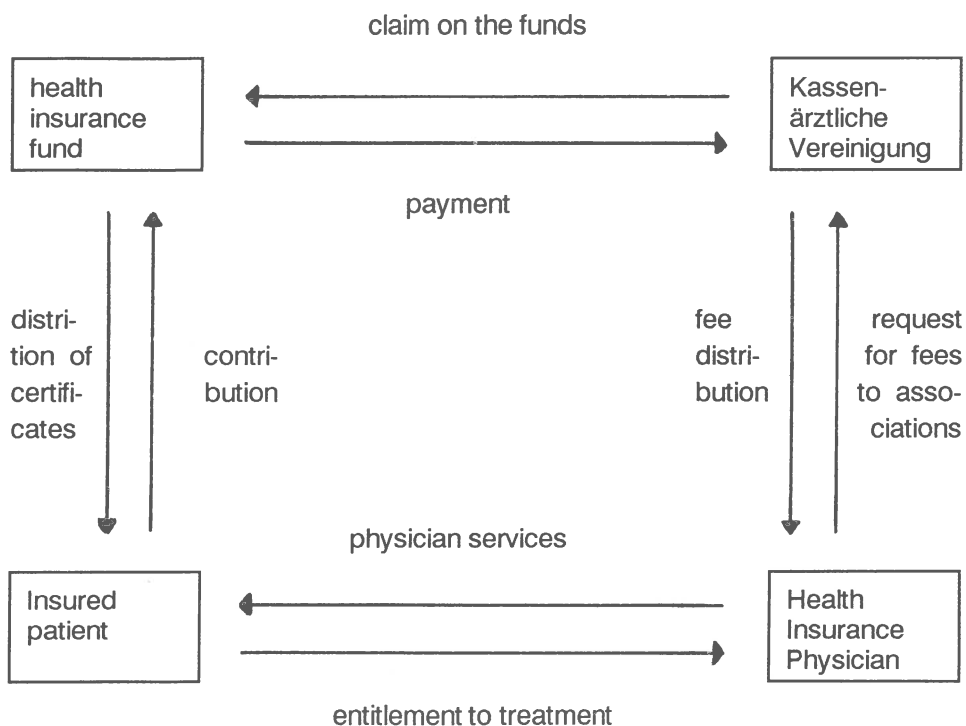 claim on the funds
health
insurance
fund
Kassen-
ärztliche
Vereinigung
payment
distri-
tion of
certifi-
cates
contri-
bution
fee
distri-
bution
request
for fees
to asso-
ciations
physician services
Insured
patient
Health
Insurance
Physician
entitlement to treatment